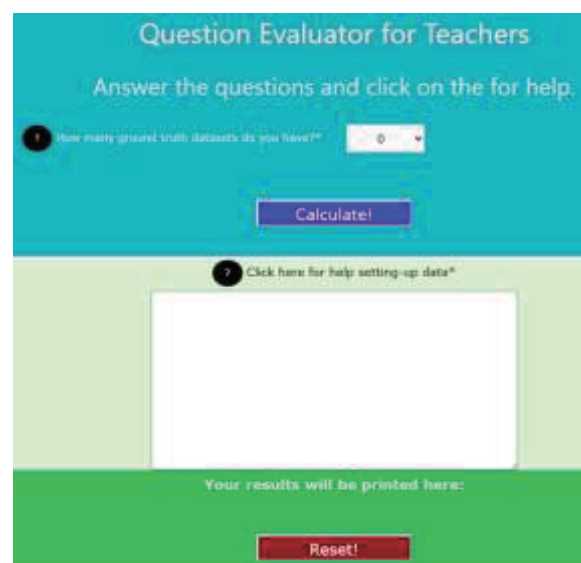 Question Evaluator for Teachers
Answer the questions and click on the for help.
? How many ground truth datasets do you have?* 0
Calculate!
? Click here for help setting-up data*
Your results will be printed here:
Reset!